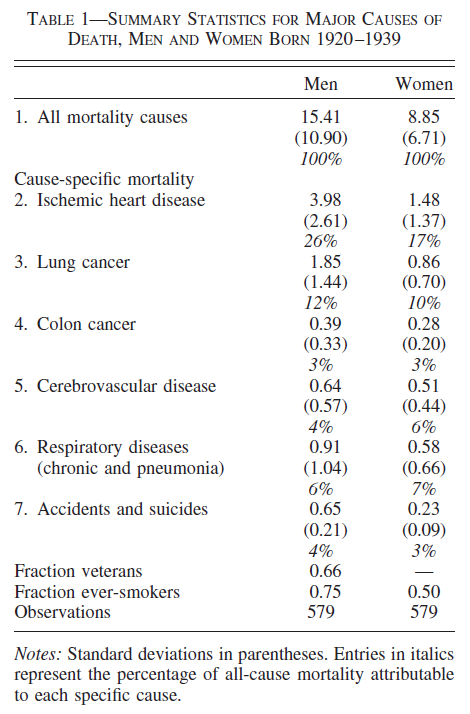 TABLE 1—SUMMARY STATISTICS FOR MAJOR CAUSES OF
DEATH, MEN AND WOMEN BORN 1920–1939
Men Women
1. All mortality causes 15.41 8.85
(10.90) (6.71)
100% 100%
Cause-specific mortality
2. Ischemic heart disease 3.98 1.48
(2.61) (1.37)
26% 17%
3. Lung cancer 1.85 0.86
(1.44) (0.70)
12% 10%
4. Colon cancer 0.39 0.28
(0.33) (0.20)
3% 3%
5. Cerebrovascular disease 0.64 0.51
(0.57) (0.44)
4% 6%
6. Respiratory diseases 0.91 0.58
(chronic and pneumonia) (1.04) (0.66)
6% 7%
7. Accidents and suicides 0.65 0.23
(0.21) (0.09)
4% 3%
Fraction veterans 0.66 —
Fraction ever-smokers 0.75 0.50
Observations 579 579
Notes: Standard deviations in parentheses. Entries in italics
represent the percentage of all-cause mortality attributable
to each specific cause.